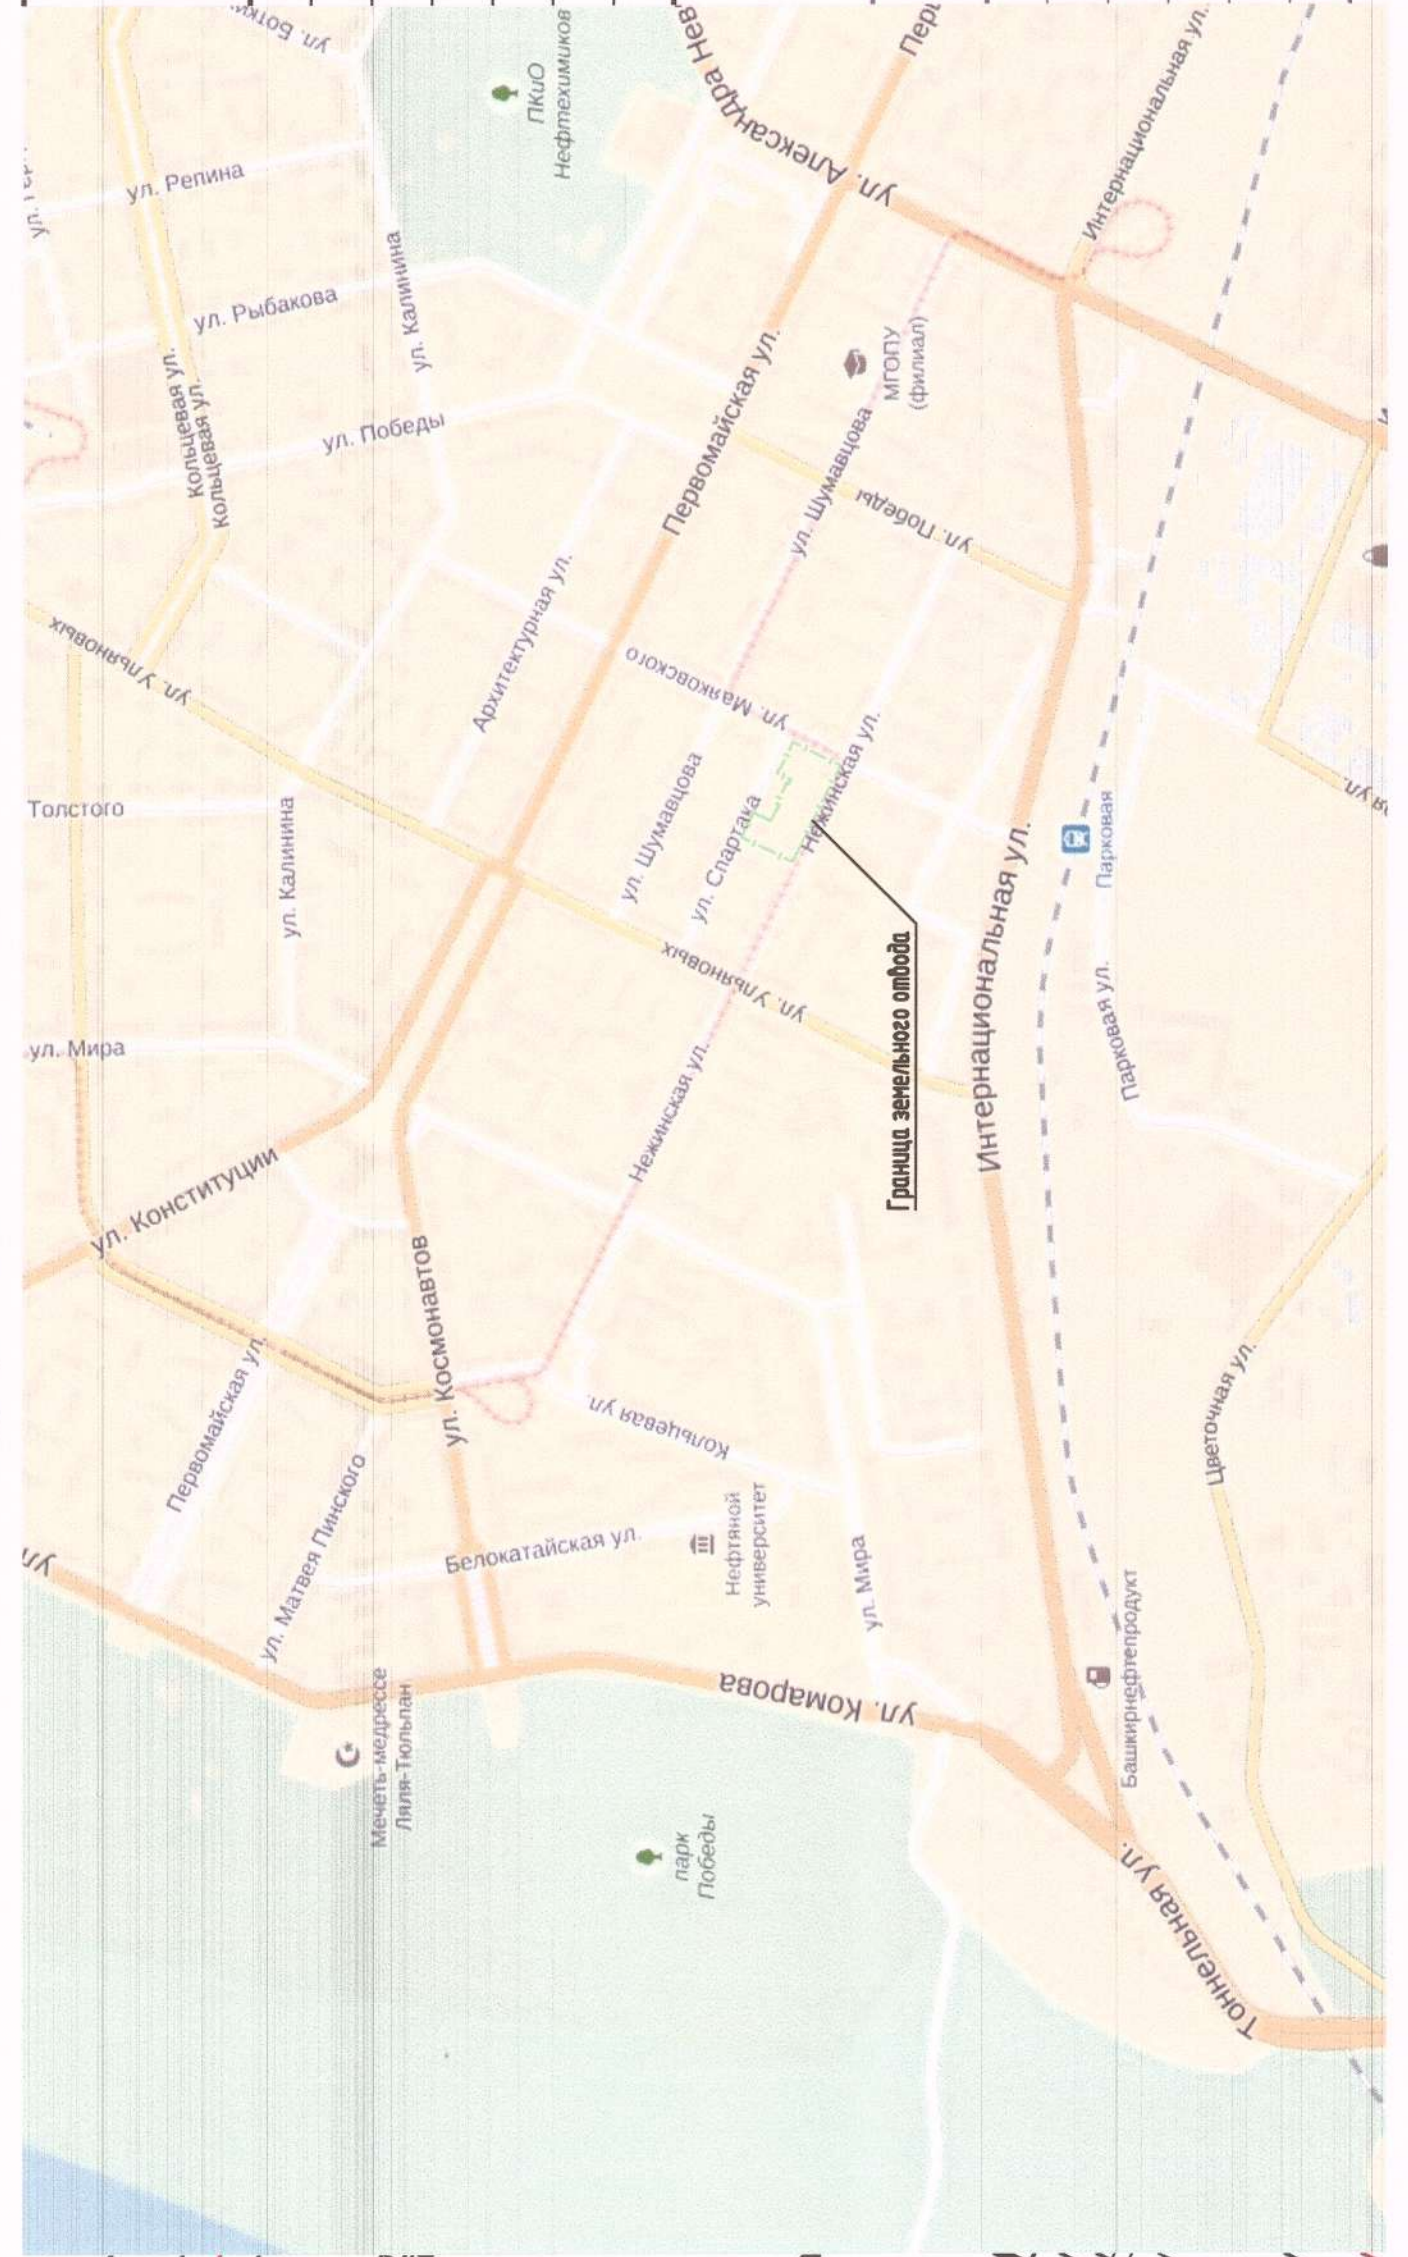 ул. Репина
ул. Рыбакова
ул. Калинина
ул. Победы
Кольцевая ул.
Кольцевая ул.
ПКиО
Нефтехимиков
ул. Александра Нев
Интернациональная ул.
Первомайская ул.
МГОПУ
(филиал)
ул. Шумавцова
ул. Победы
ул. Ульяновых
Архитектурная ул.
ул. Маяковского
Толстого
ул. Калинина
ул. Шумавцова
ул. Спартака
Нежинская ул.
Парковая
ул. Ульяновых
Граница земельного отвода
Интернациональная ул.
Парковая ул.
ул. Мира
Нежинская ул.
ул. Конституции
ул. Космонавтов
Первомайская ул.
Кольцевая ул.
Цветочная ул.
ул. Матвея Пинского
Белокатайская ул.
Нефтяной
университет
ул. Мира
Башкирнефтепродукт
ул. Комарова
Мечеть-медрессе
Ляля-Тюльпан
парк
Победы
Тоннельная ул.